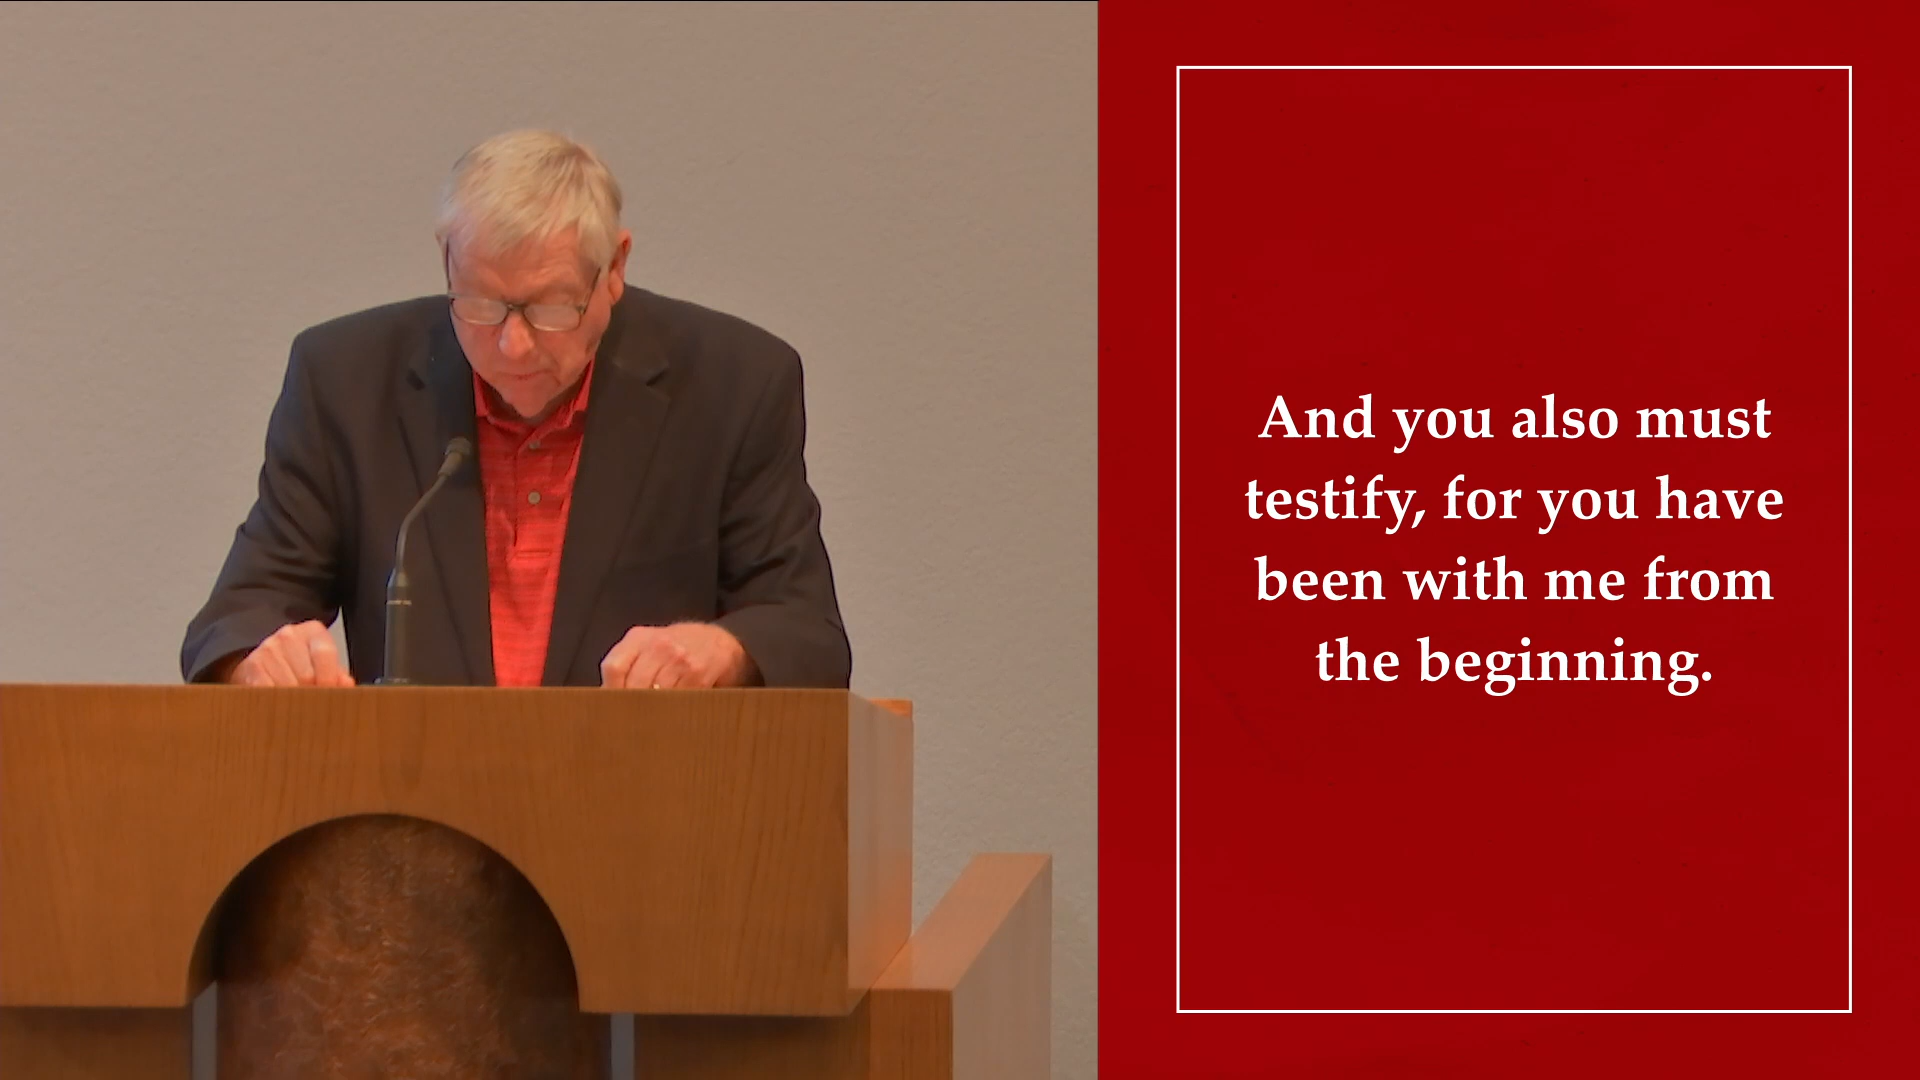 And you also must
testify, for you have
been with me from
the beginning.